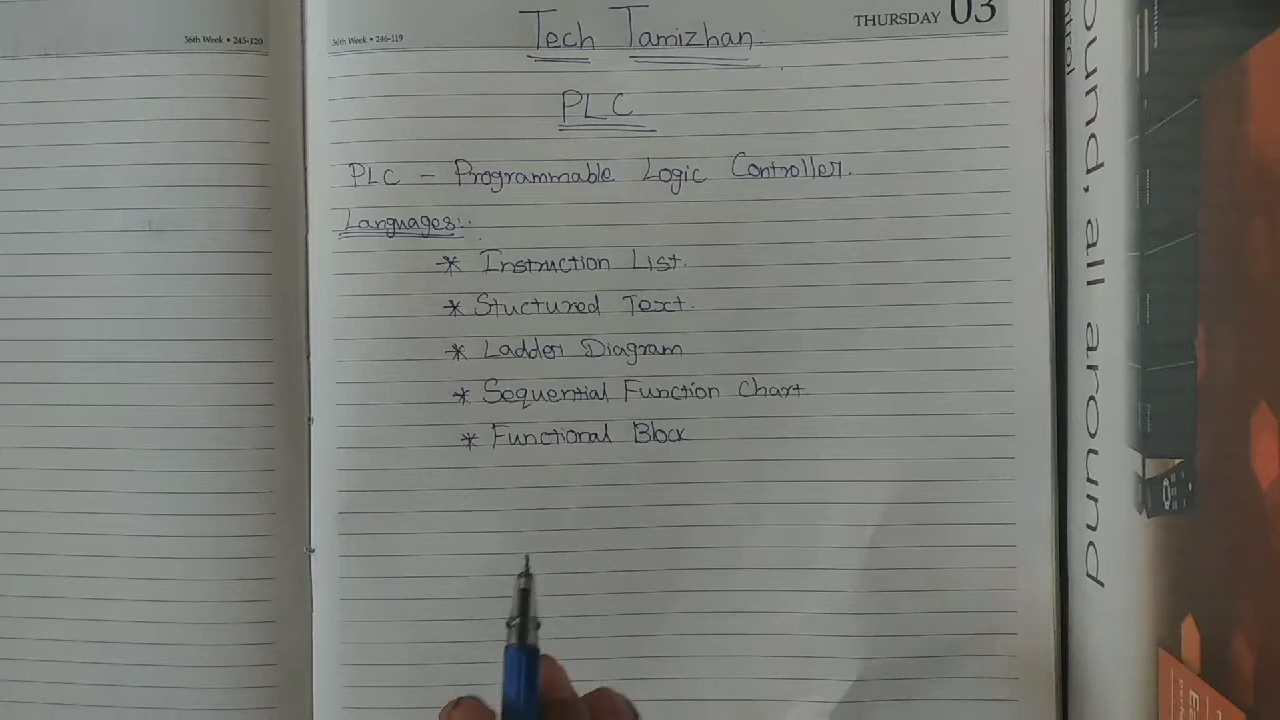 36th Week • 245-120
36th Week • 246-119
THURSDAY 03
Tech Tamizhan
PLC
PLC - Programmable Logic Controller.
Languages:-
* Instruction List.
* Stuctured Text.
* Ladder Diagram
* Sequential Function Chart
* Functional Block
ound, all around